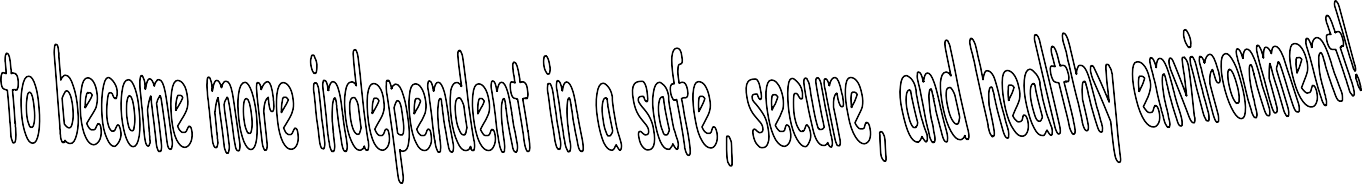 to become more independent in a safe, secure, and healthy environment!